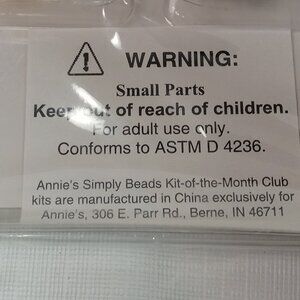 WARNING:
Small Parts
Keep out of reach of children.
For adult use only.
Conforms to ASTM D 4236.
Annie's Simply Beads Kit-of-the-Month Club
kits are manufactured in China exclusively for
Annie's, 306 E. Parr Rd., Berne, IN 46711